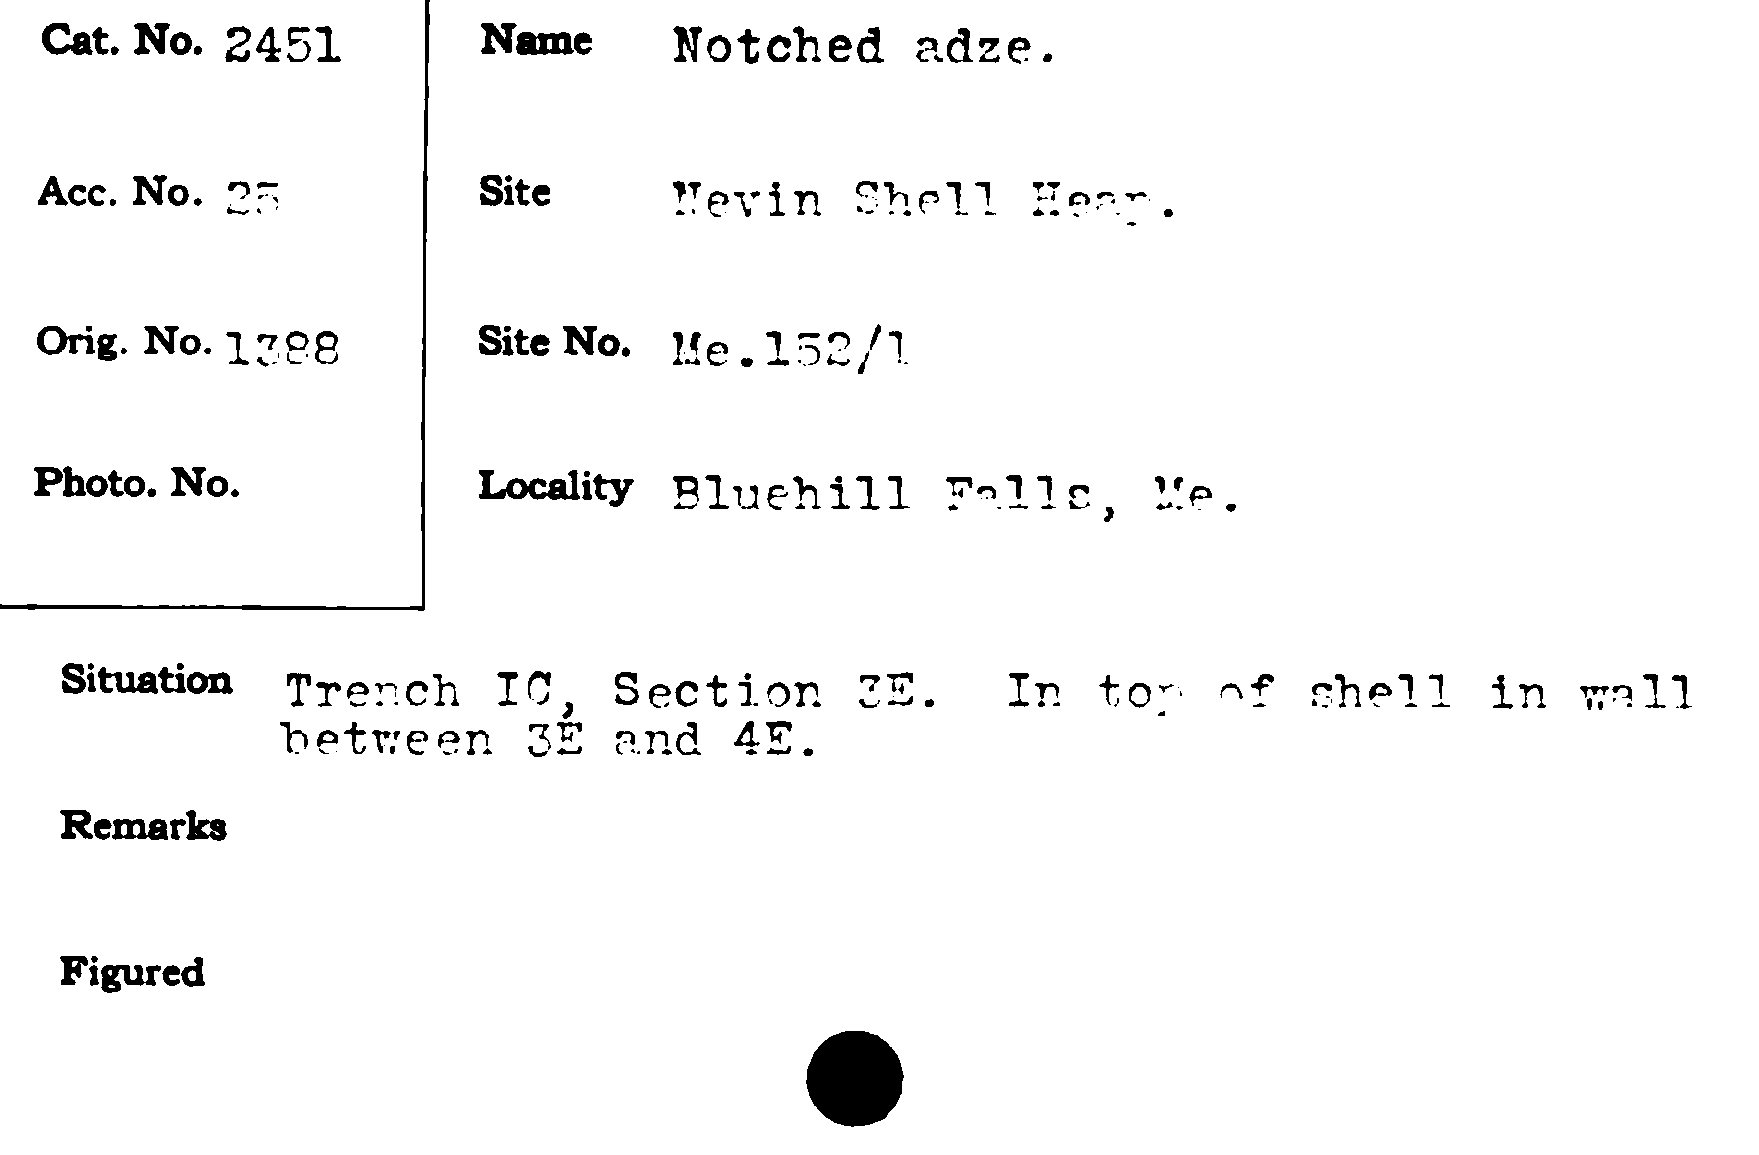 Cat. No. 2451
Name Notched adze.
Acc. No. 25
Site Nevin Shell Heap.
Orig. No. 1388
Site No. Me.152/1
Photo. No.
Locality Bluehill Falls, Me.
Situation Trench IC, Section 3E. In top of shell in wall
between 3E and 4E.
Remarks
Figured